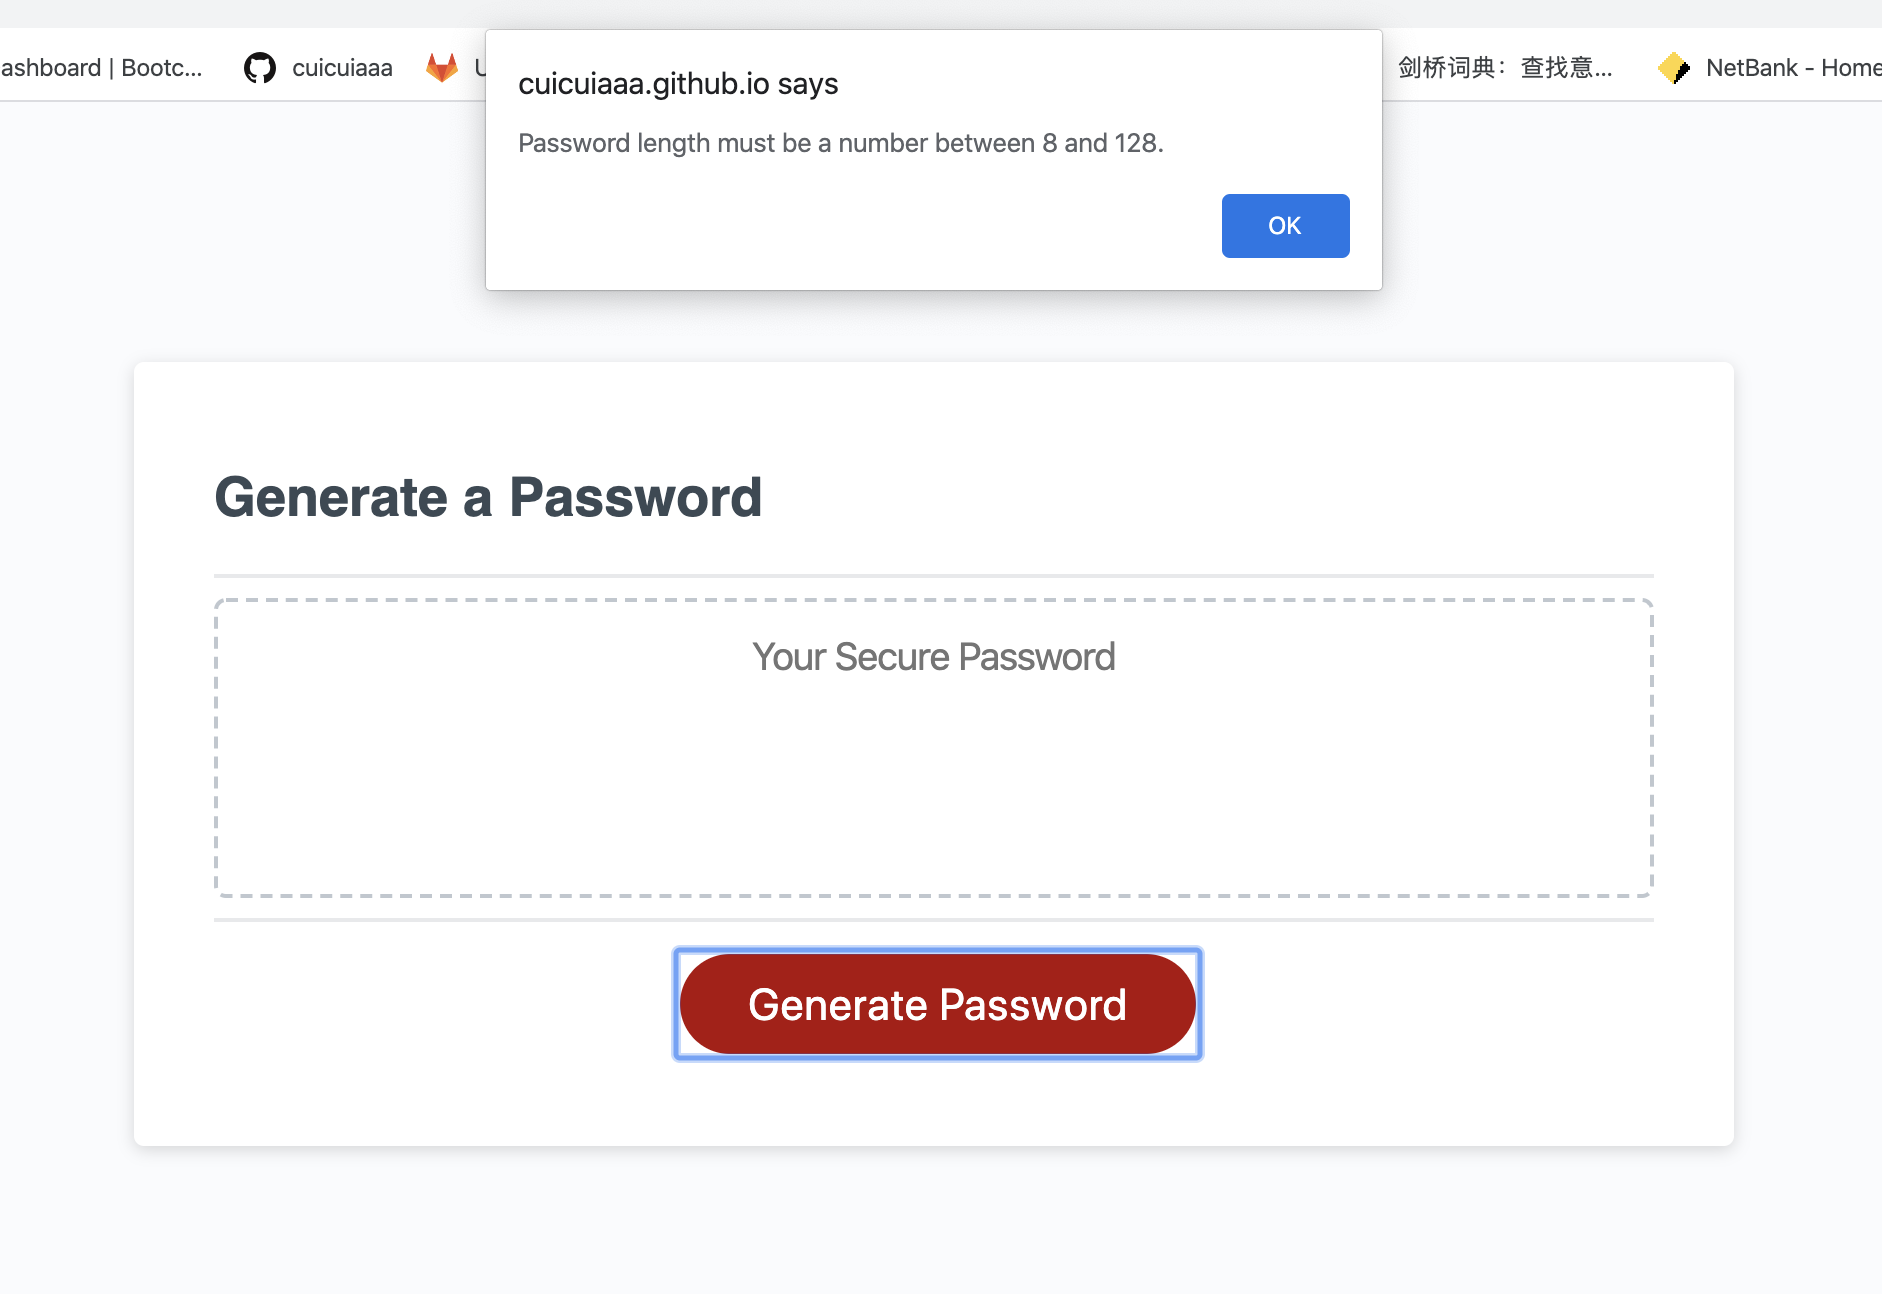 ashboard | Bootc...
cuicuiaaa
剑桥词典：查找意...
NetBank - Home
cuicuiaaa.github.io says
Password length must be a number between 8 and 128.
OK
Generate a Password
Your Secure Password
Generate Password